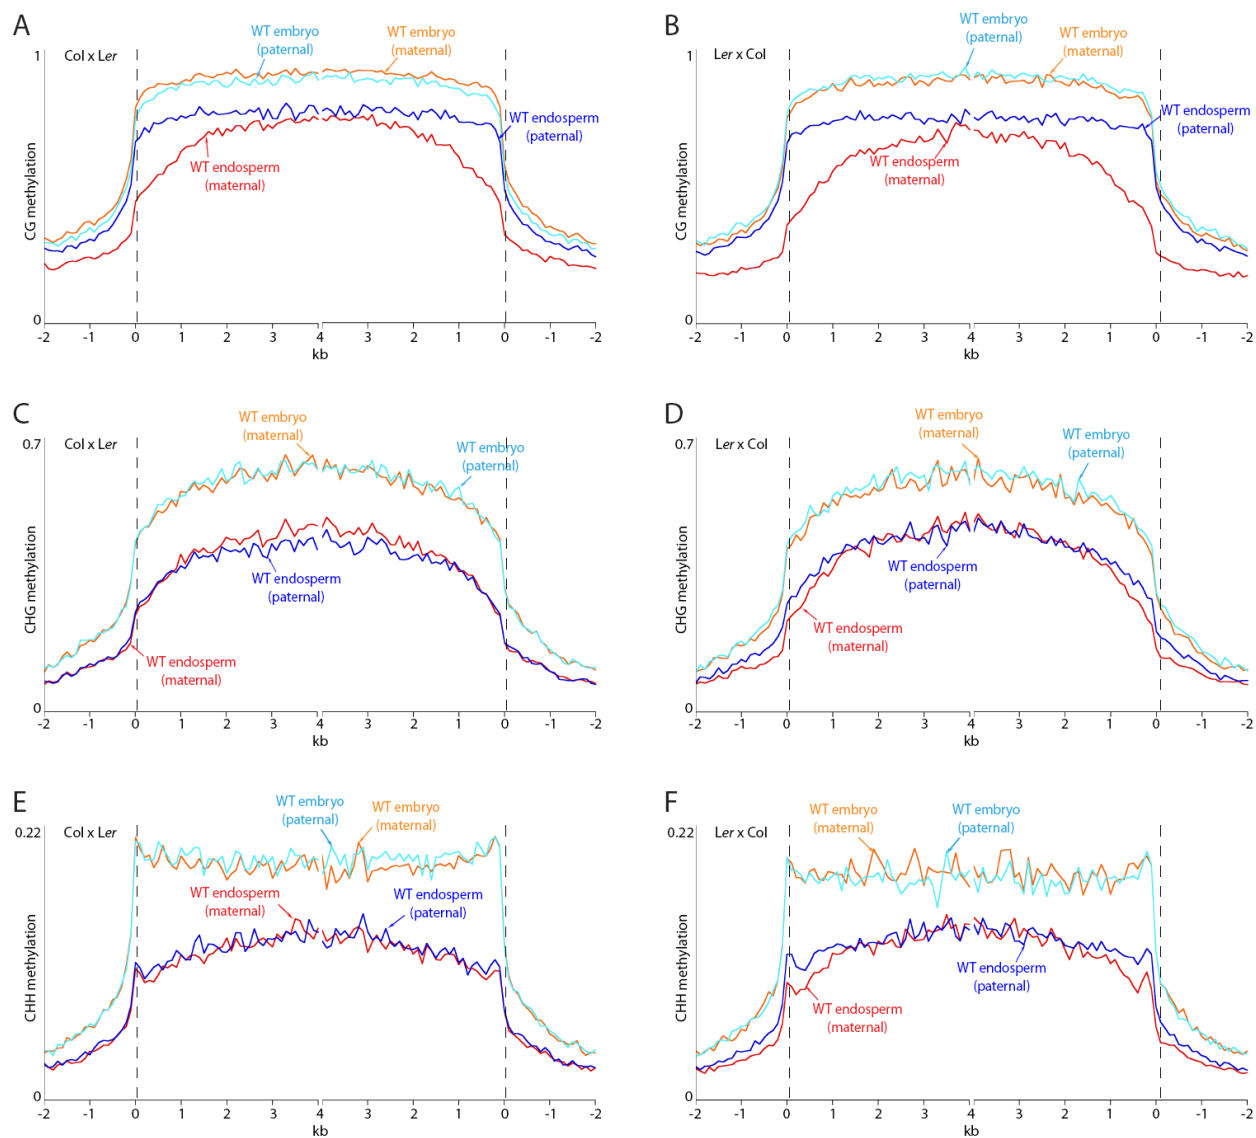 A
Col x Ler
WT embryo
(paternal)
WT embryo
(maternal)
WT endosperm
(paternal)
WT endosperm
(maternal)
CG methylation
1
0
-2 -1 0 1 2 3 4 3 2 1 0 -1 -2
kb
B
Ler x Col
WT embryo
(paternal)
WT embryo
(maternal)
WT endosperm
(paternal)
WT endosperm
(maternal)
CG methylation
1
0
-2 -1 0 1 2 3 4 3 2 1 0 -1 -2
kb
C
Col x Ler
WT embryo
(maternal)
WT embryo
(paternal)
WT endosperm
(paternal)
WT endosperm
(maternal)
CHG methylation
0.7
0
-2 -1 0 1 2 3 4 3 2 1 0 -1 -2
kb
D
Ler x Col
WT embryo
(maternal)
WT embryo
(paternal)
WT endosperm
(paternal)
WT endosperm
(maternal)
CHG methylation
0.7
0
-2 -1 0 1 2 3 4 3 2 1 0 -1 -2
kb
E
Col x Ler
WT embryo
(paternal)
WT embryo
(maternal)
WT endosperm
(maternal)
WT endosperm
(paternal)
CHH methylation
0.22
0
-2 -1 0 1 2 3 4 3 2 1 0 -1 -2
kb
F
Ler x Col
WT embryo
(maternal)
WT embryo
(paternal)
WT endosperm
(paternal)
WT endosperm
(maternal)
CHH methylation
0.22
0
-2 -1 0 1 2 3 4 3 2 1 0 -1 -2
kb